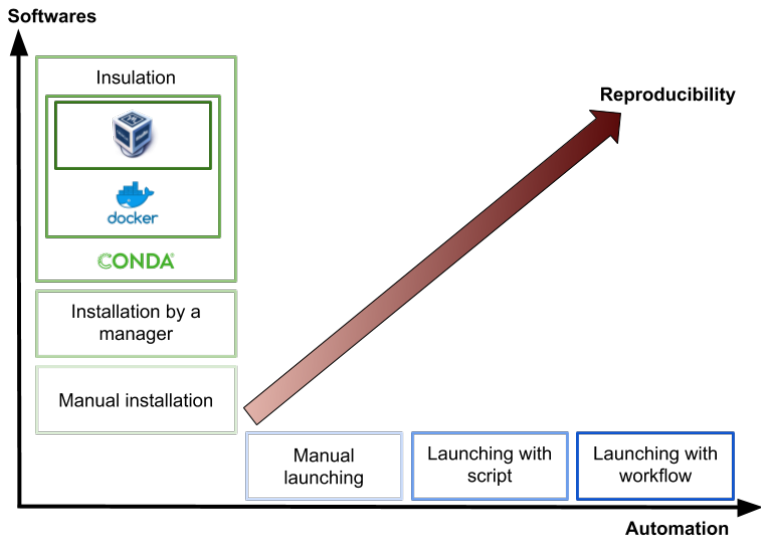 Softwares
Insulation
docker
CONDA
Installation by a
manager
Manual installation
Reproducibility
Manual
launching
Launching with
script
Launching with
workflow
Automation